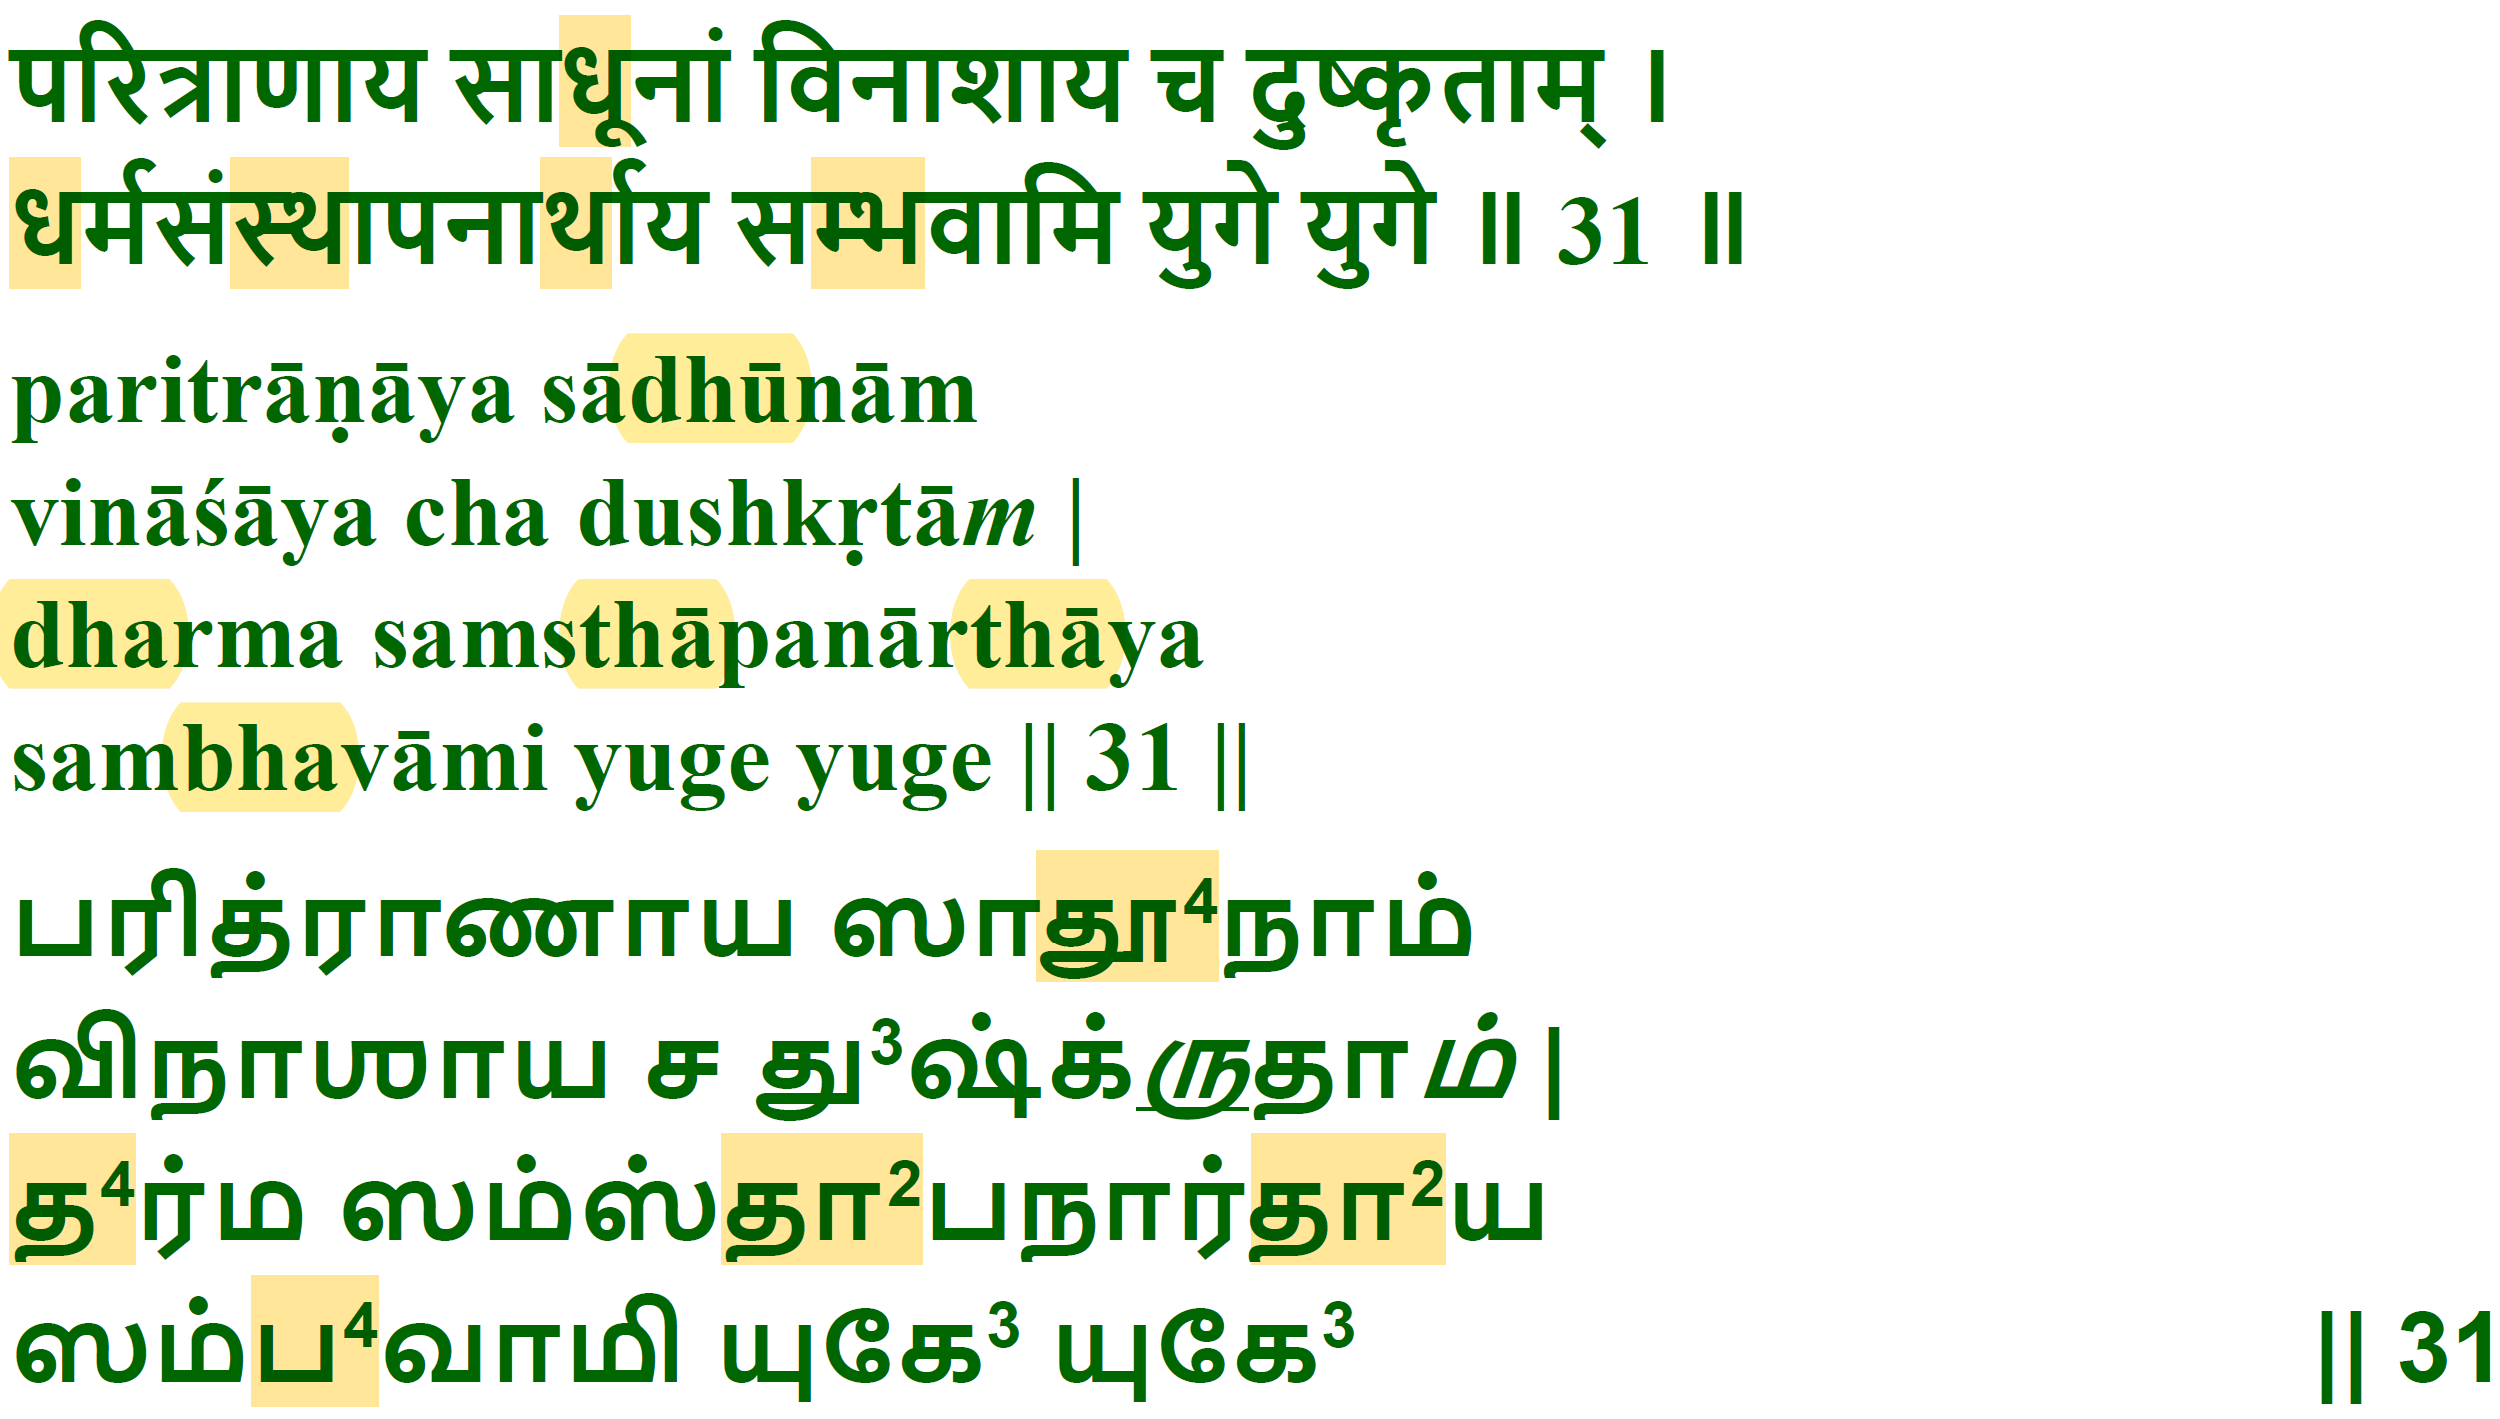 परित्राणाय साधूनां विनाशाय च दुष्कृताम् ।
धर्मसंस्थापनार्थाय सम्भवामि युगे युगे ॥ 31 ॥
paritrāṇāya sādhūnām
vināśāya cha dushkṛtām |
dharma samsthāpanārthāya
sambhavāmi yuge yuge || 31 ||
பரித்ராணாய ஸாதூ⁴நாம்
விநாஶாய ச து³ஷ்க்ருதாம் |
த⁴ர்ம ஸம்ஸ்தா²பநார்தா²ய
ஸம்ப⁴வாமி யுகே³ யுகே³ || 31